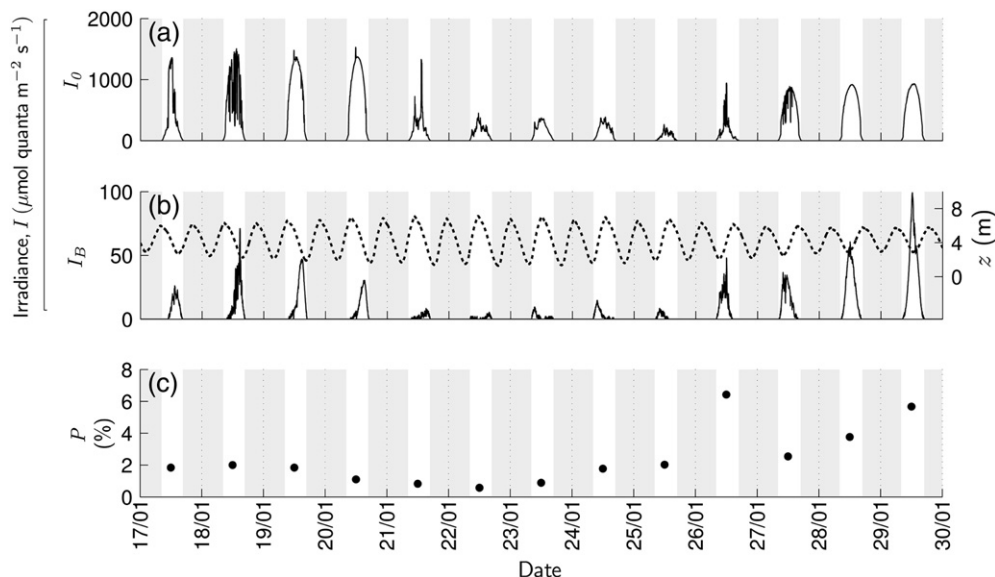 Irradiance, I (μmol quanta m⁻² s⁻¹)
(a)
I₀
2000
1000
0
(b)
I_B
100
50
0
8
4
0
z (m)
(c)
P
(%)
8
6
4
2
0
17/01 18/01 19/01 20/01 21/01 22/01 23/01 24/01 25/01 26/01 27/01 28/01 29/01 30/01
Date